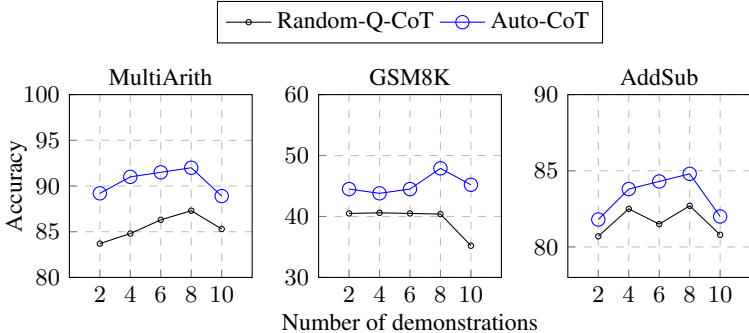 Random-Q-CoT Auto-CoT
MultiArith GSM8K AddSub
Accuracy
100
95
90
85
80
2 4 6 8 10
60
50
40
30
2 4 6 8 10
90
85
80
2 4 6 8 10
Number of demonstrations